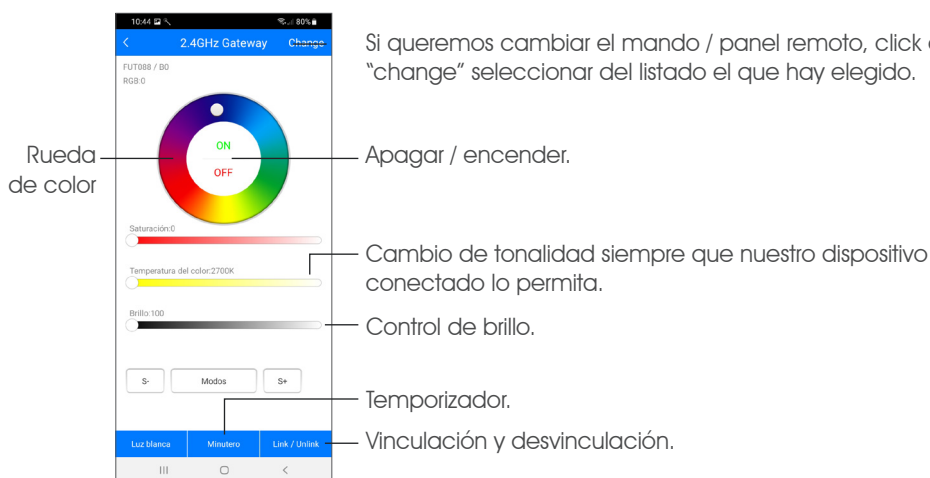 10:44
80%
2.4GHz Gateway
Change
FUT088 / B0
RGB:0
ON
OFF
Saturación:0
Temperatura del color:2700K
Brillo:100
S-
Modos
S+
Luz blanca
Minutero
Link / Unlink
Rueda
de color
Si queremos cambiar el mando / panel remoto, click
“change” seleccionar del listado el que hay elegido.
Apagar / encender.
Cambio de tonalidad siempre que nuestro dispositivo
conectado lo permita.
Control de brillo.
Temporizador.
Vinculación y desvinculación.